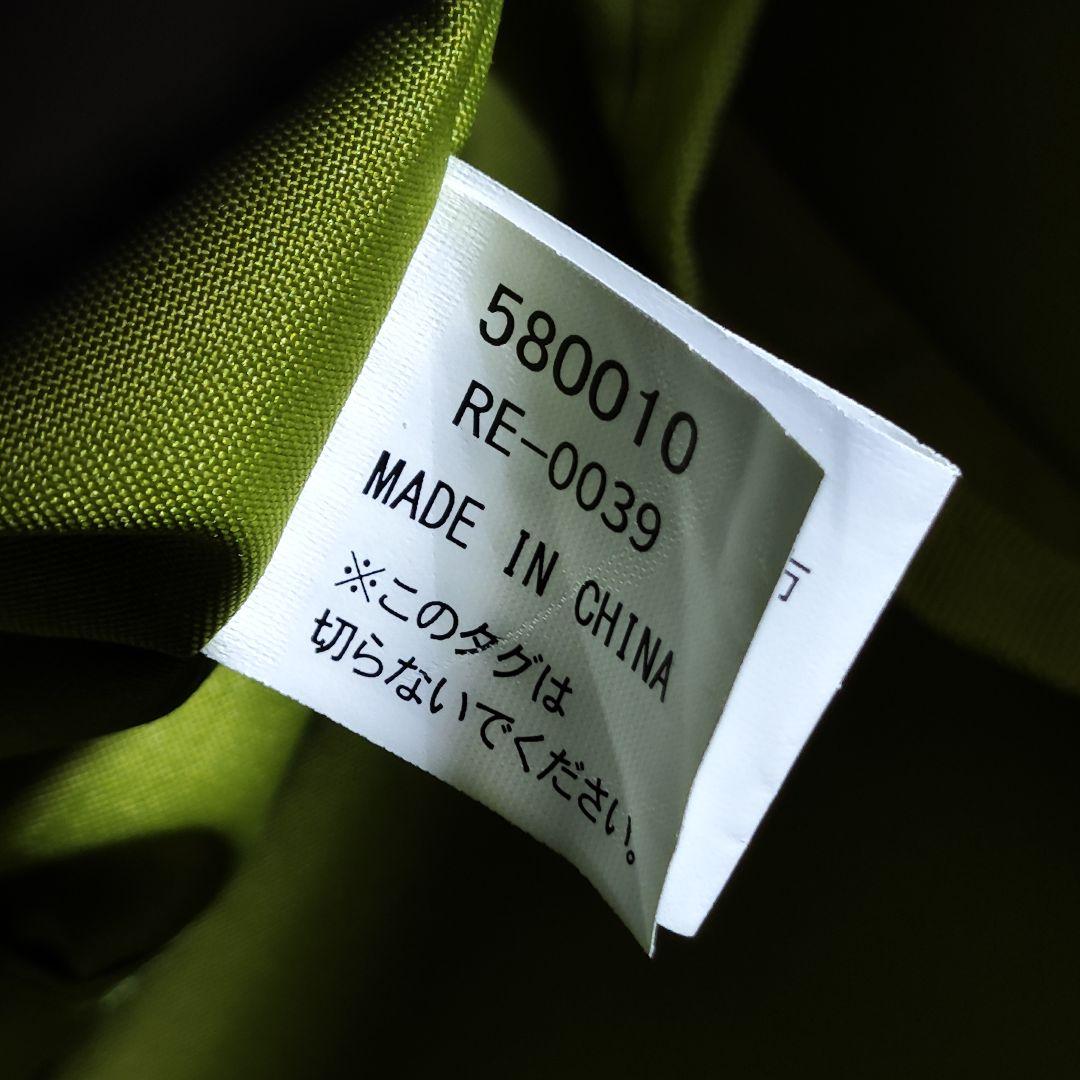 580010
RE-0039
MADE IN CHINA
※このタグは
切らないでください。